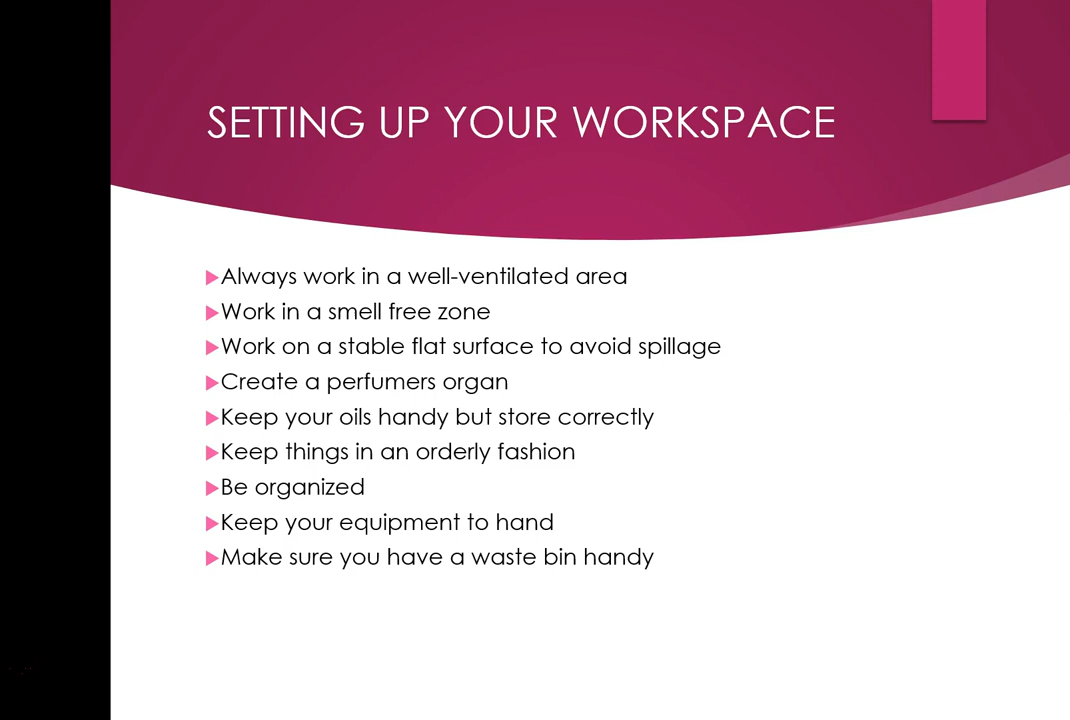 SETTING UP YOUR WORKSPACE
Always work in a well-ventilated area
Work in a smell free zone
Work on a stable flat surface to avoid spillage
Create a perfumers organ
Keep your oils handy but store correctly
Keep things in an orderly fashion
Be organized
Keep your equipment to hand
Make sure you have a waste bin handy